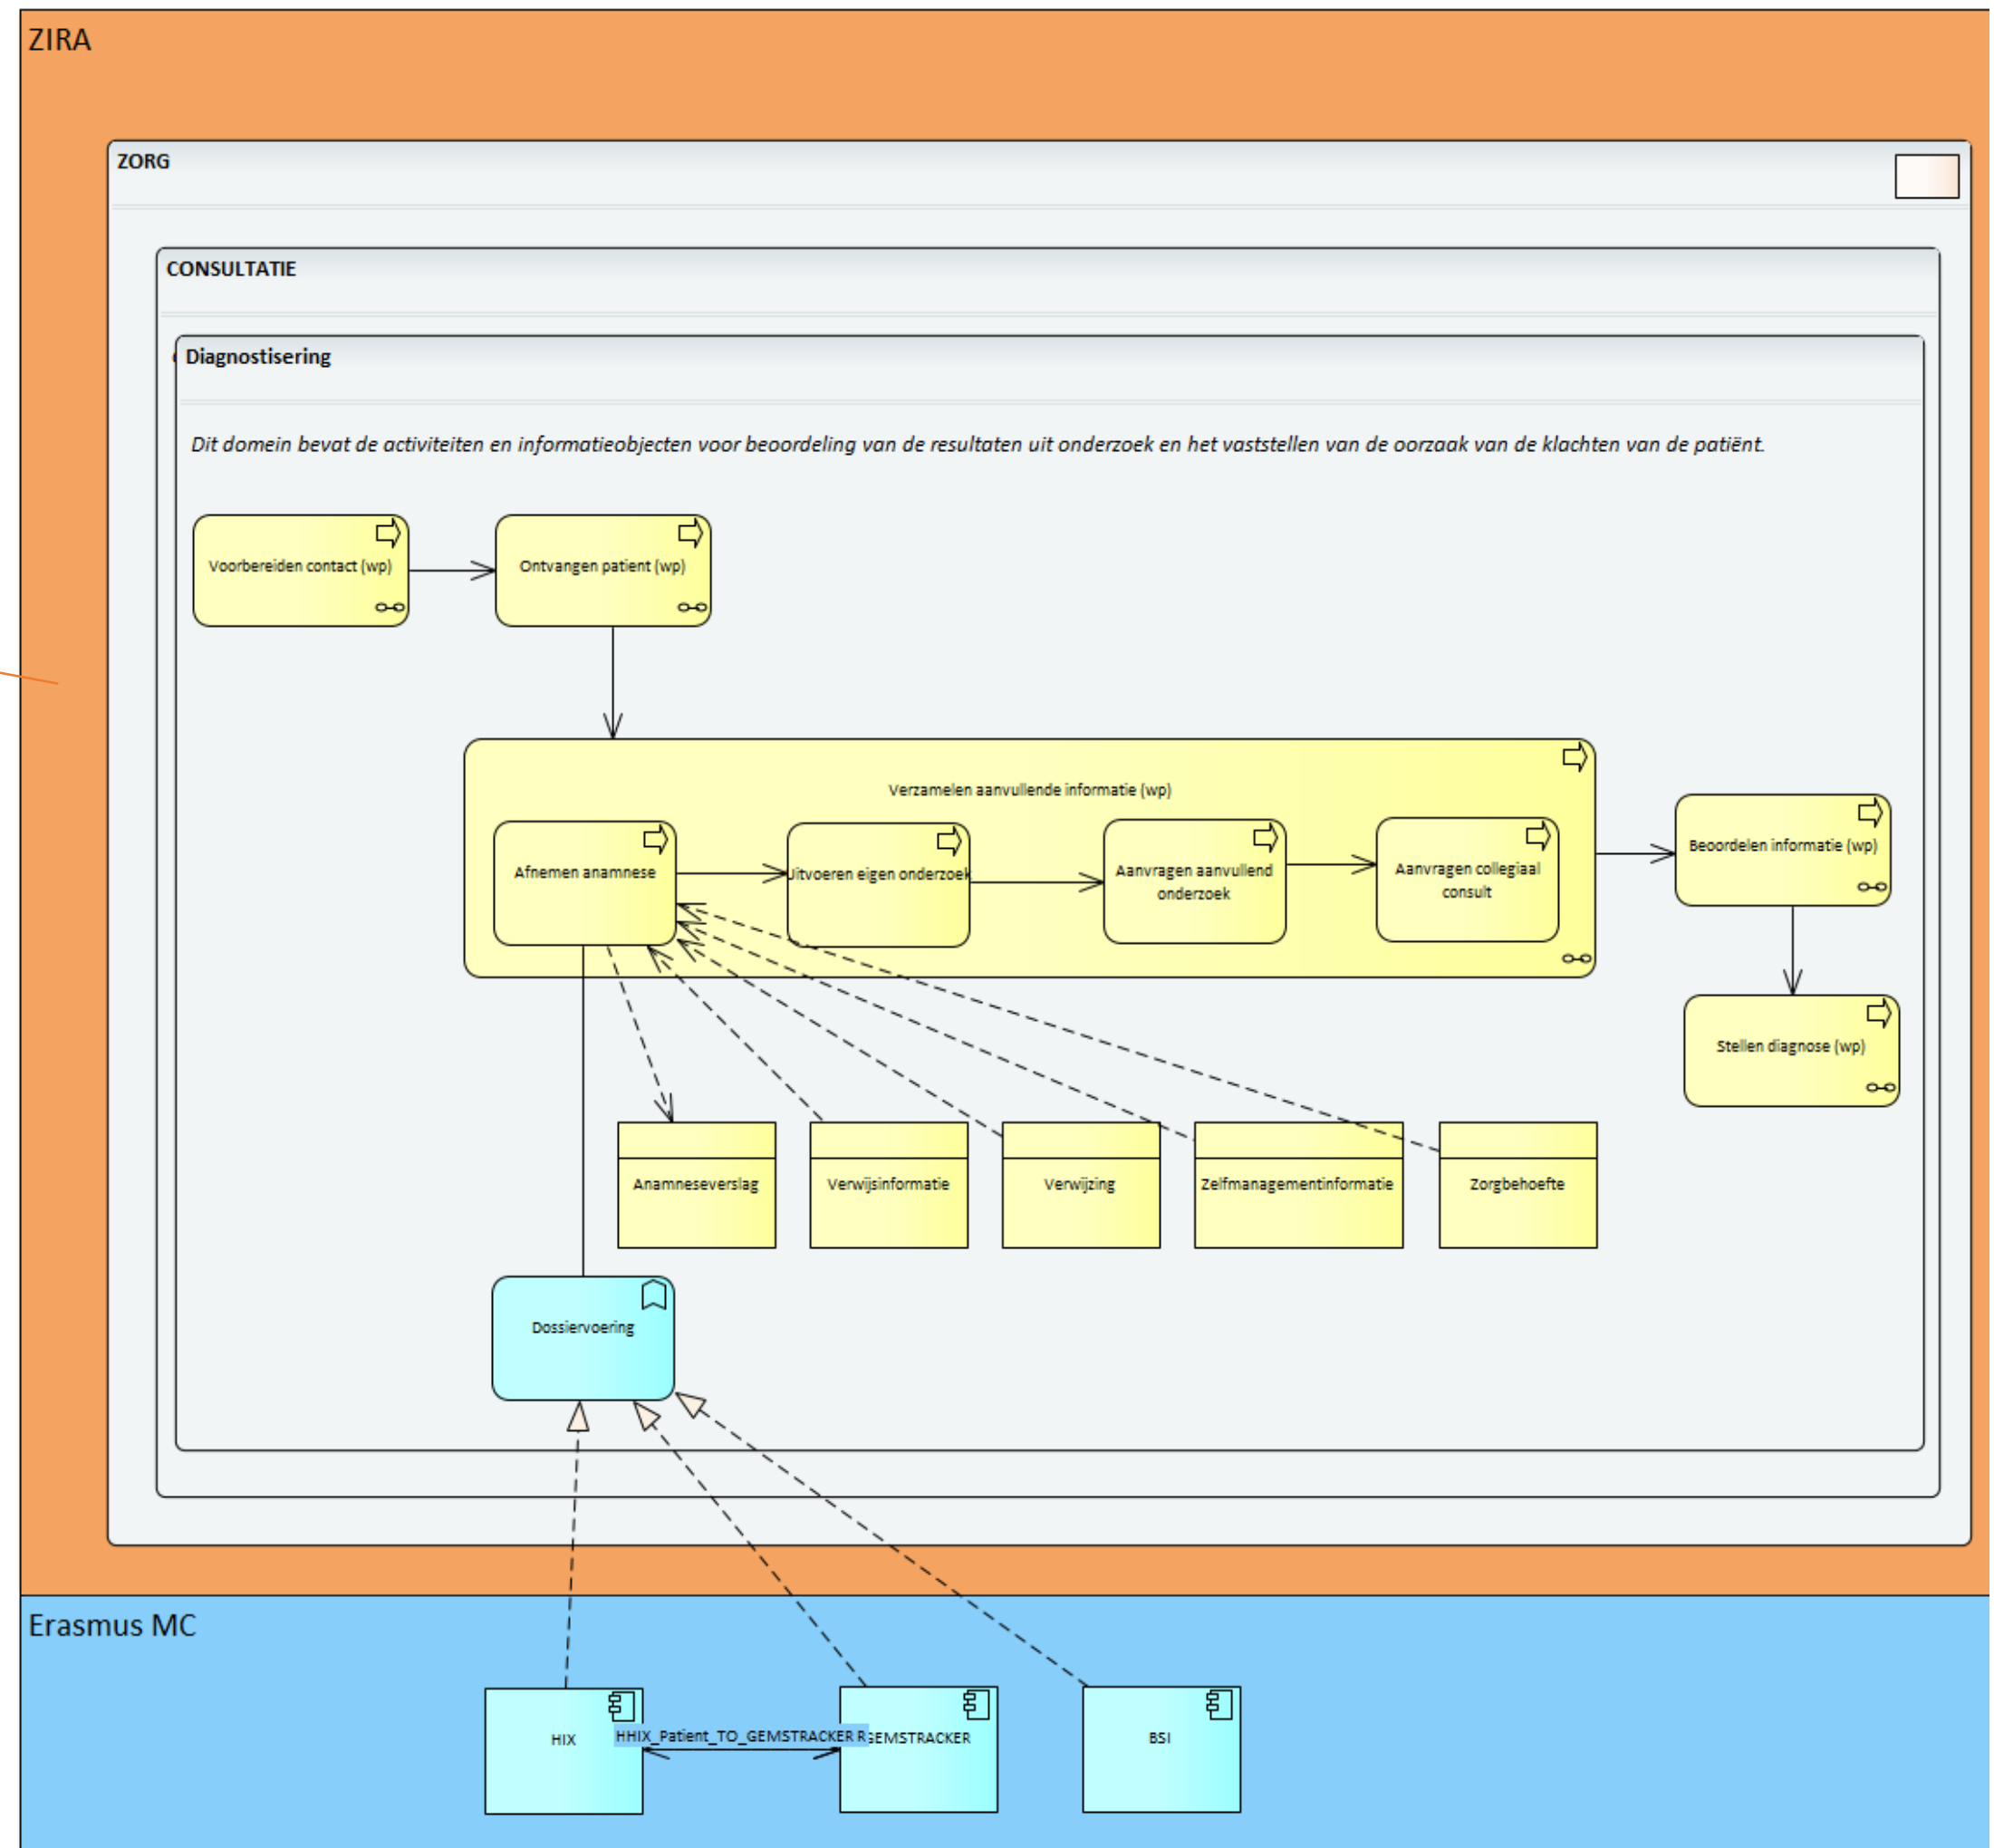 ZIRA
ZORG
CONSULTATIE
Diagnostisering
Dit domein bevat de activiteiten en informatieobjecten voor beoordeling van de resultaten uit onderzoek en het vaststellen van de oorzaak van de klachten van de patiënt.
Voorbereiden contact (wp)
Ontvangen patient (wp)
Verzamelen aanvullende informatie (wp)
Afnemen anamnese
Uitvoeren eigen onderzoek
Aanvragen aanvullend
onderzoek
Aanvragen collegiaal
consult
Beoordelen informatie (wp)
Stellen diagnose (wp)
Anamneseverslag
Verwijsinformatie
Verwijzing
Zelfmanagementinformatie
Zorgbehoefte
Dossiervoering
Erasmus MC
HIX
HHIX_Patient_TO_GEMSTRACKER R
GEMSTRACKER
BSI